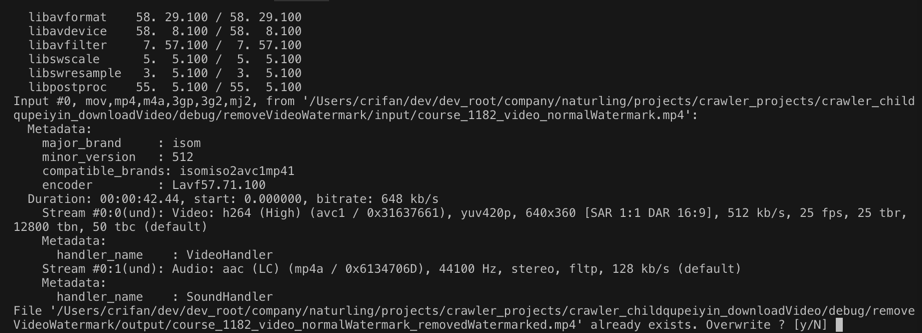 libavformat    58. 29.100 / 58. 29.100
libavdevice    58.  8.100 / 58.  8.100
libavfilter     7. 57.100 /  7. 57.100
libswscale      5.  5.100 /  5.  5.100
libswresample   3.  5.100 /  3.  5.100
libpostproc    55.  5.100 / 55.  5.100
Input #0, mov,mp4,m4a,3gp,3g2,mj2, from '/Users/crifan/dev/dev_root/company/naturling/projects/crawler_projects/crawler_child
qupeiyin_downloadVideo/debug/removeVideoWatermark/input/course_1182_video_normalWatermark.mp4':
Metadata:
major_brand     : isom
minor_version   : 512
compatible_brands: isomiso2avc1mp41
encoder         : Lavf57.71.100
Duration: 00:00:42.44, start: 0.000000, bitrate: 648 kb/s
Stream #0:0(und): Video: h264 (High) (avc1 / 0x31637661), yuv420p, 640x360 [SAR 1:1 DAR 16:9], 512 kb/s, 25 fps, 25 tbr,
12800 tbn, 50 tbc (default)
Metadata:
handler_name    : VideoHandler
Stream #0:1(und): Audio: aac (LC) (mp4a / 0x6134706D), 44100 Hz, stereo, fltp, 128 kb/s (default)
Metadata:
handler_name    : SoundHandler
File '/Users/crifan/dev/dev_root/company/naturling/projects/crawler_projects/crawler_childqupeiyin_downloadVideo/debug/remove
VideoWatermark/output/course_1182_video_normalWatermark_removedWatermarked.mp4' already exists. Overwrite ? [y/N]